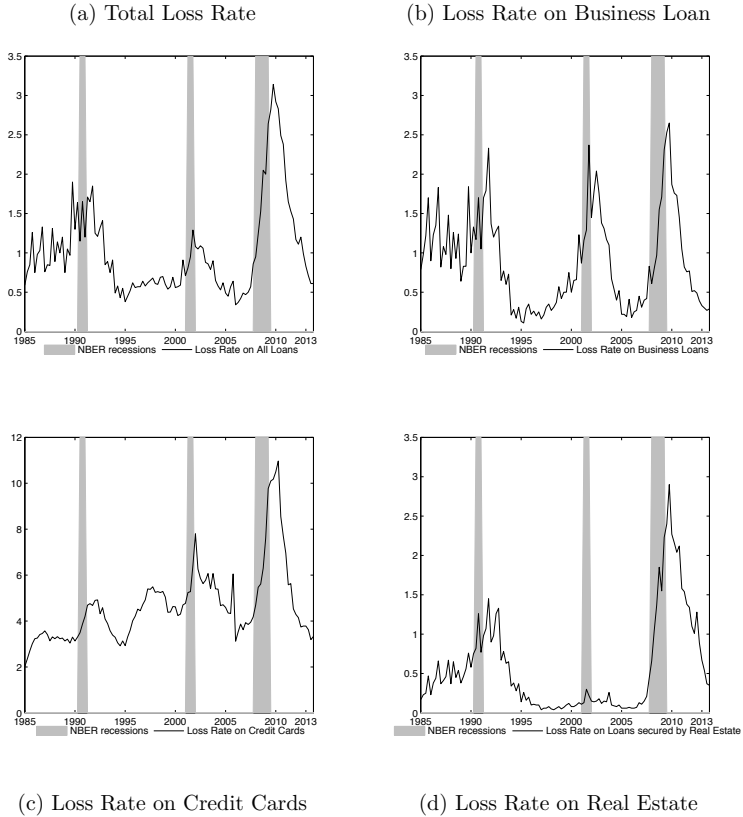 (a) Total Loss Rate
3.5
3
2.5
2
1.5
1
0.5
0
1985 1990 1995 2000 2005 2010 2013
NBER recessions Loss Rate on All Loans
(b) Loss Rate on Business Loan
3.5
3
2.5
2
1.5
1
0.5
0
1985 1990 1995 2000 2005 2010 2013
NBER recessions Loss Rate on Business Loans
12
10
8
6
4
2
0
1985 1990 1995 2000 2005 2010 2013
NBER recessions Loss Rate on Credit Cards
(c) Loss Rate on Credit Cards
3.5
3
2.5
2
1.5
1
0.5
0
1985 1990 1995 2000 2005 2010 2013
NBER recessions Loss Rate on Loans secured by Real Estate
(d) Loss Rate on Real Estate